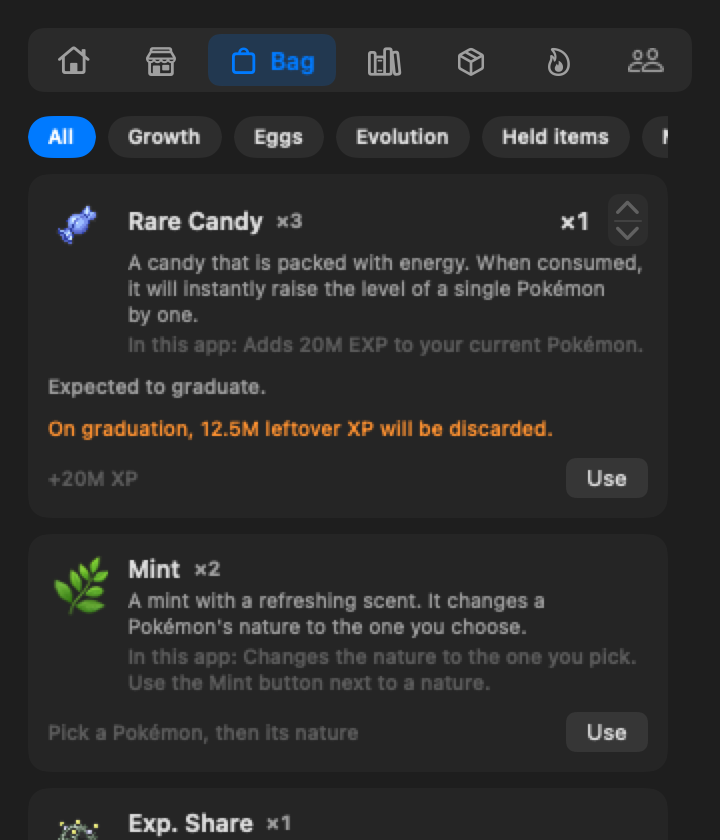 Bag
All
Growth
Eggs
Evolution
Held items
Rare Candy ×3
×1
A candy that is packed with energy. When consumed,
it will instantly raise the level of a single Pokémon
by one.
In this app: Adds 20M EXP to your current Pokémon.
Expected to graduate.
On graduation, 12.5M leftover XP will be discarded.
+20M XP
Use
Mint ×2
A mint with a refreshing scent. It changes a
Pokémon's nature to the one you choose.
In this app: Changes the nature to the one you pick.
Use the Mint button next to a nature.
Pick a Pokémon, then its nature
Use
Exp. Share ×1